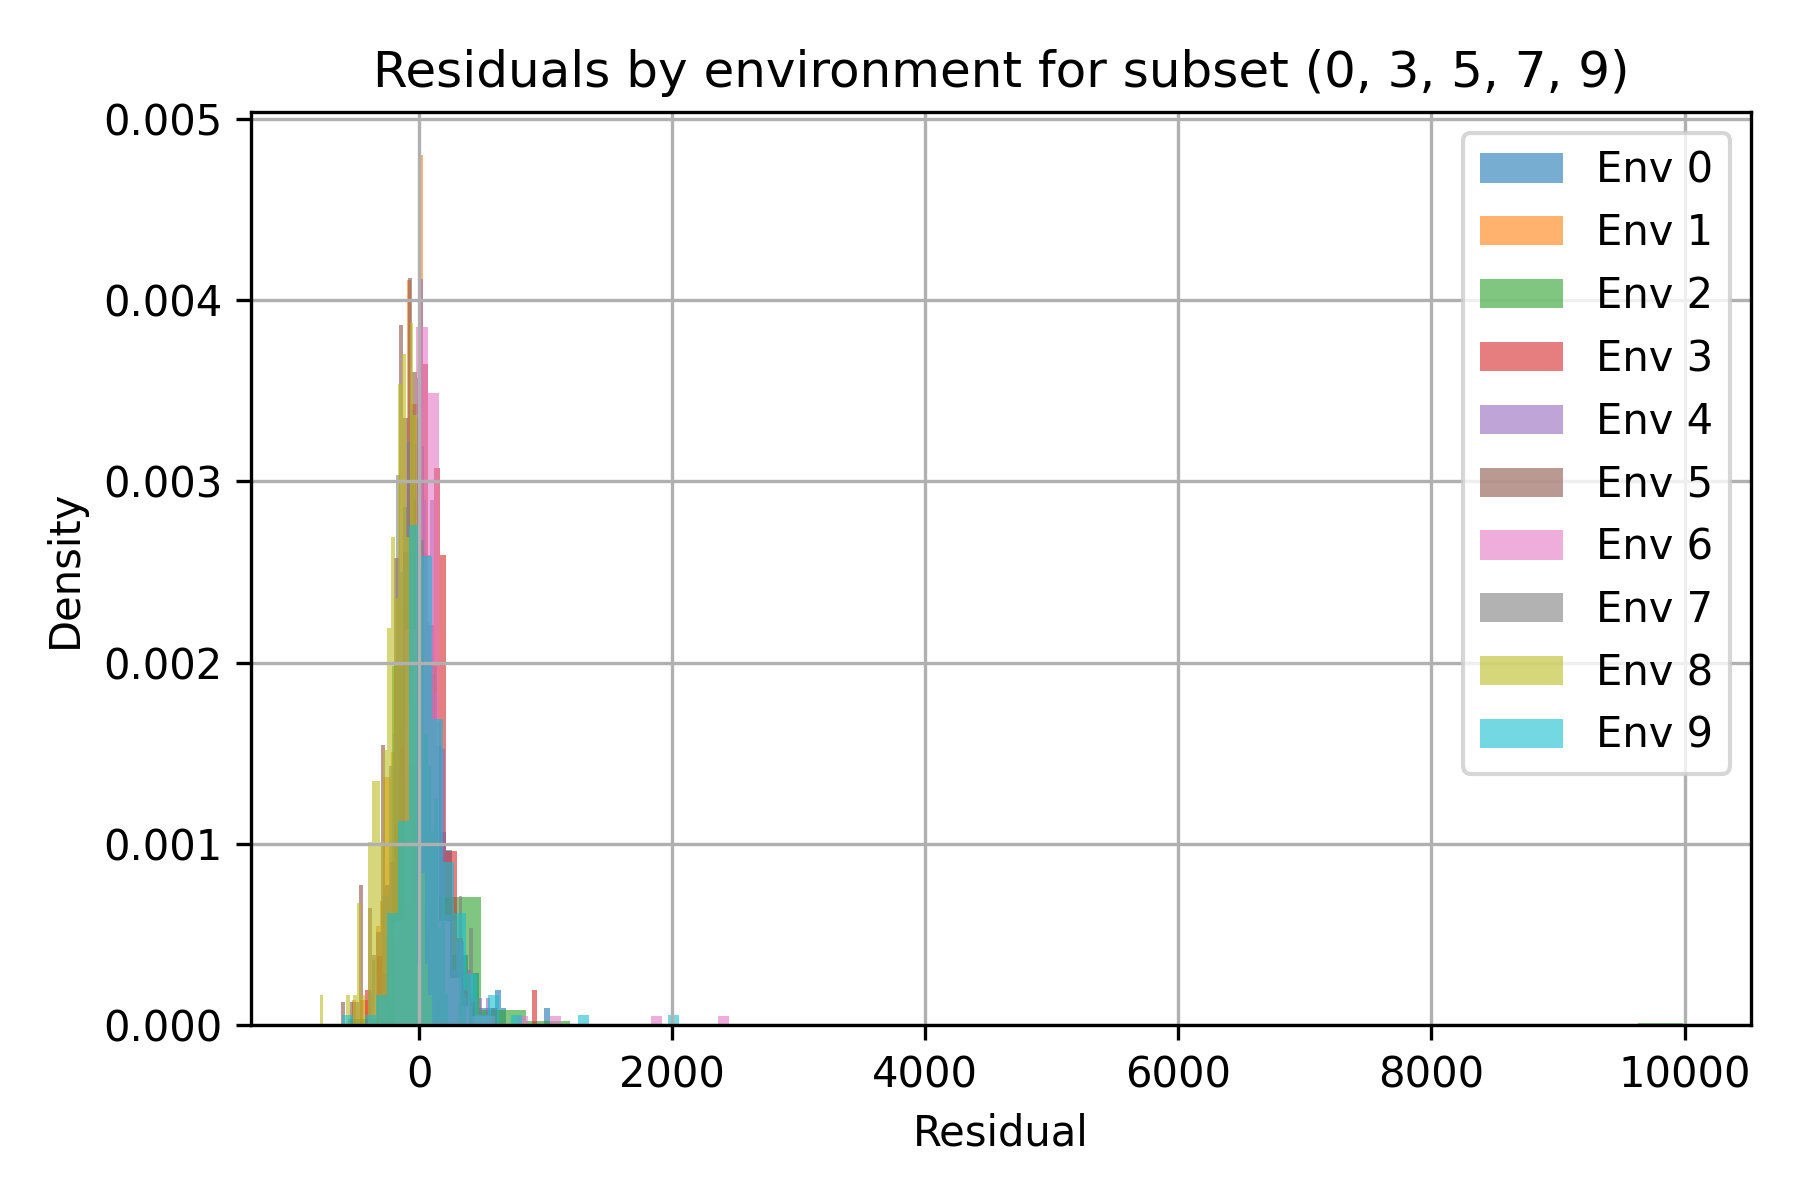 Residuals by environment for subset (0, 3, 5, 7, 9)
0.005
0.004
0.003
0.002
0.001
0.000
Density
0
2000
4000
6000
8000
10000
Residual
Env 0
Env 1
Env 2
Env 3
Env 4
Env 5
Env 6
Env 7
Env 8
Env 9